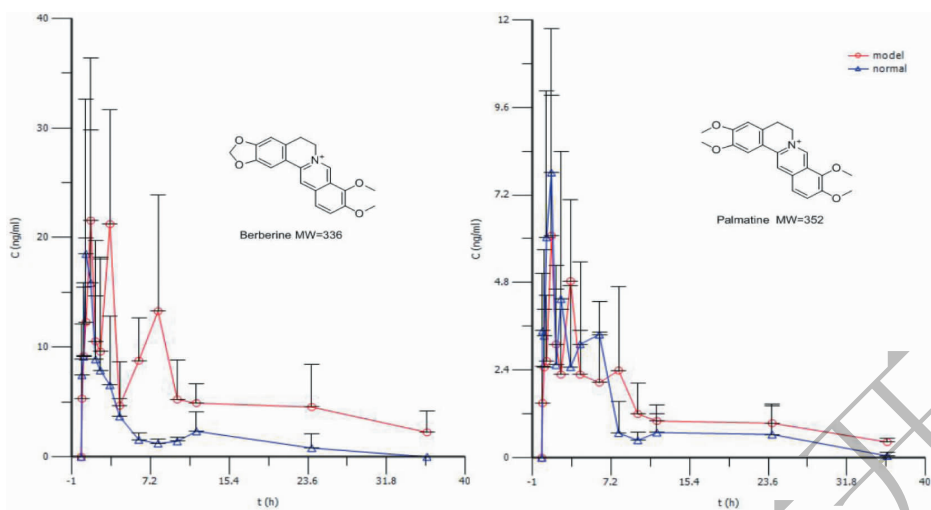 40
30
20
10
0
C (ng/ml)
-1
7.2
15.4
23.6
31.8
40
t (h)
O
O
N+
O
O
Berberine MW=336
12
9.6
7.2
4.8
2.4
0
C (ng/ml)
-1
7.2
15.4
23.6
31.8
40
t (h)
model
normal
O
O
N+
O
O
Palmatine MW=352